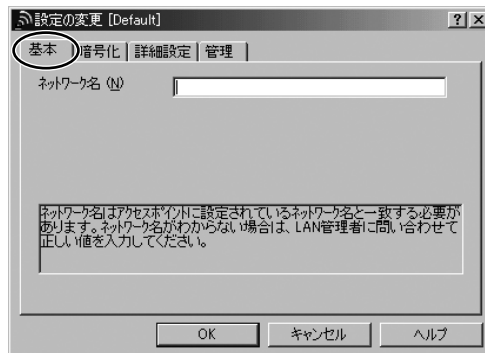 設定の変更 [Default]
基本 暗号化 詳細設定 管理
ネットワーク名 (N)
ネットワーク名はアクセスポイントに設定されているネットワーク名と一致する必要が
あります。ネットワーク名がわからない場合は、LAN管理者に問い合わせて
正しい値を入力してください。
OK キャンセル ヘルプ